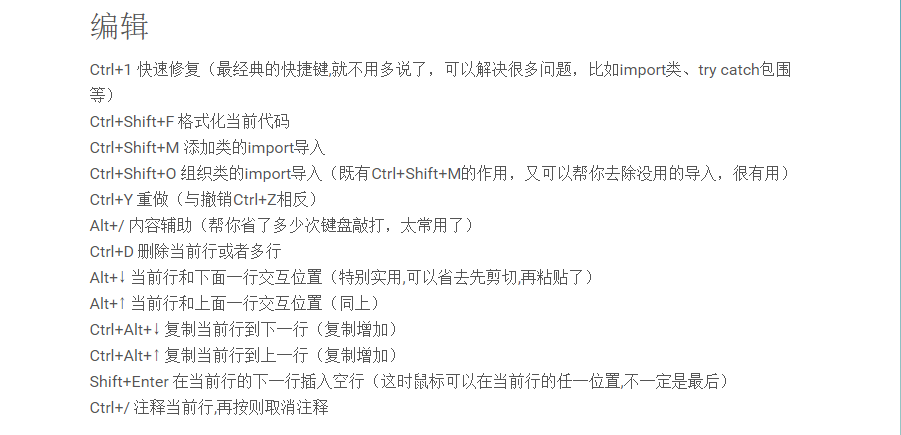 编辑
Ctrl+1 快速修复（最经典的快捷键,就不用多说了，可以解决很多问题，比如import类、try catch包围
等）
Ctrl+Shift+F 格式化当前代码
Ctrl+Shift+M 添加类的import导入
Ctrl+Shift+O 组织类的import导入（既有Ctrl+Shift+M的作用，又可以帮你去除没用的导入，很有用）
Ctrl+Y 重做（与撤销Ctrl+Z相反）
Alt+/ 内容辅助（帮你省了多少次键盘敲打，太常用了）
Ctrl+D 删除当前行或者多行
Alt+↓ 当前行和下面一行交互位置（特别实用,可以省去先剪切,再粘贴了）
Alt+↑ 当前行和上面一行交互位置（同上）
Ctrl+Alt+↓ 复制当前行到下一行（复制增加）
Ctrl+Alt+↑ 复制当前行到上一行（复制增加）
Shift+Enter 在当前行的下一行插入空行（这时鼠标可以在当前行的任一位置,不一定是最后）
Ctrl+/ 注释当前行,再按则取消注释